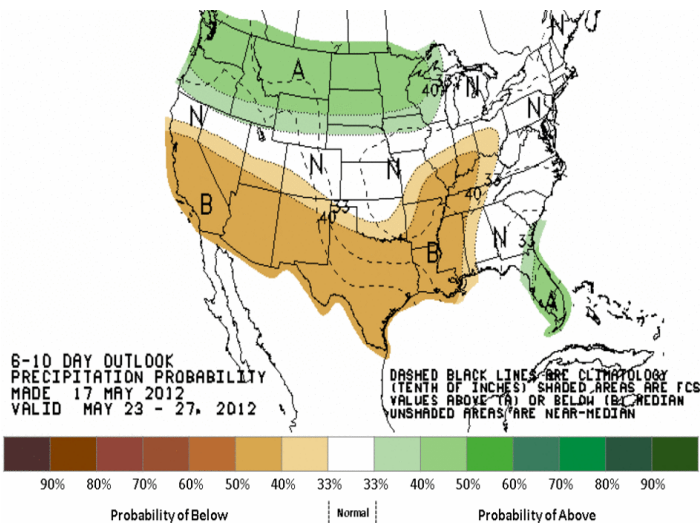 N
A
40 33 N
N
N
N
N
33
40
B
33
40
N
33
B
A
6-10 DAY OUTLOOK
PRECIPITATION PROBABILITY
MADE 17 MAY 2012
VALID MAY 23 - 27, 2012
DASHED BLACK LINES ARE CLIMATOLOGY
(TENTH OF INCHES) SHADED AREAS ARE FCS
VALUES ABOVE (A) OR BELOW (B) MEDIAN
UNSHADED AREAS ARE NEAR-MEDIAN
90% 80% 70% 60% 50% 40% 33% 33% 40% 50% 60% 70% 80% 90%
Probability of Below Normal Probability of Above